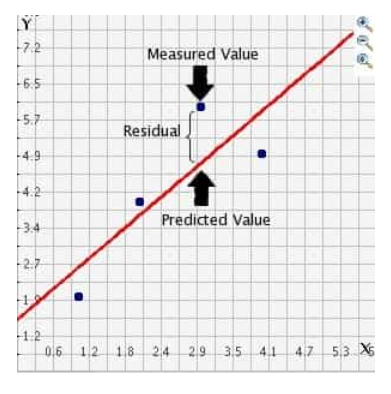 Y
7.2
Measured Value
6.5
5.7
Residual
4.9
4.2
Predicted Value
3.4
2.7
1.9
1.2
0.6 1.2 1.8 2.4 2.9 3.5 4.1 4.7 5.3 X